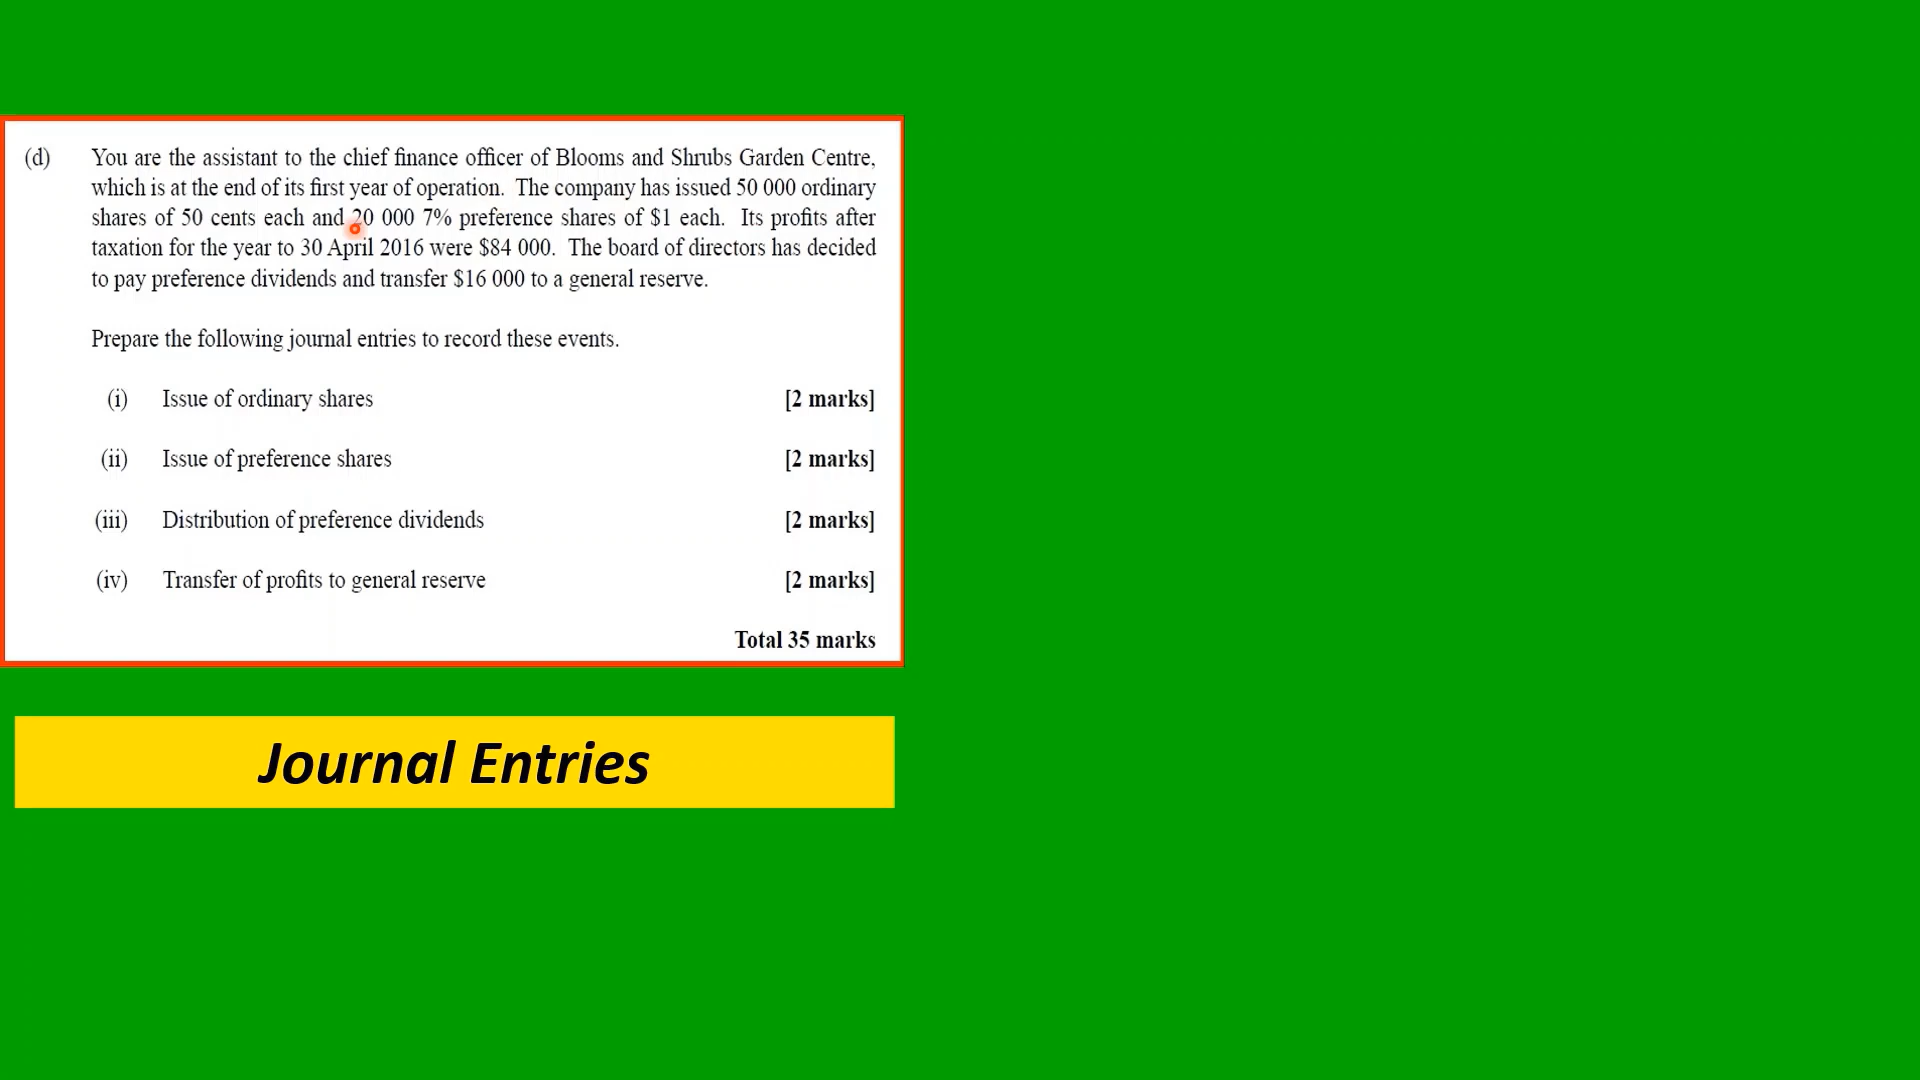 (d) You are the assistant to the chief finance officer of Blooms and Shrubs Garden Centre,
which is at the end of its first year of operation. The company has issued 50 000 ordinary
shares of 50 cents each and 20 000 7% preference shares of $1 each. Its profits after
taxation for the year to 30 April 2016 were $84 000. The board of directors has decided
to pay preference dividends and transfer $16 000 to a general reserve.
Prepare the following journal entries to record these events.
(i) Issue of ordinary shares [2 marks]
(ii) Issue of preference shares [2 marks]
(iii) Distribution of preference dividends [2 marks]
(iv) Transfer of profits to general reserve [2 marks]
Total 35 marks
Journal Entries